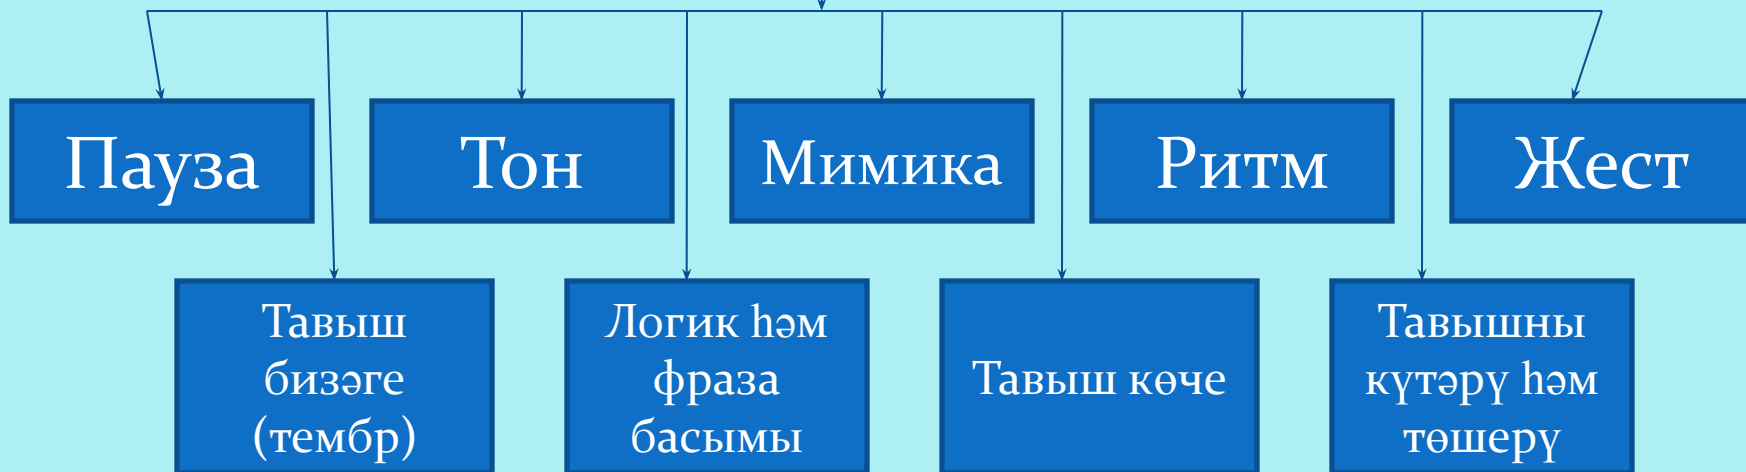 Пауза
Тон
Мимика
Ритм
Жест
Тавыш
бизәге
(тембр)
Логик һәм
фраза
басымы
Тавыш көче
Тавышны
күтәрү һәм
төшерү